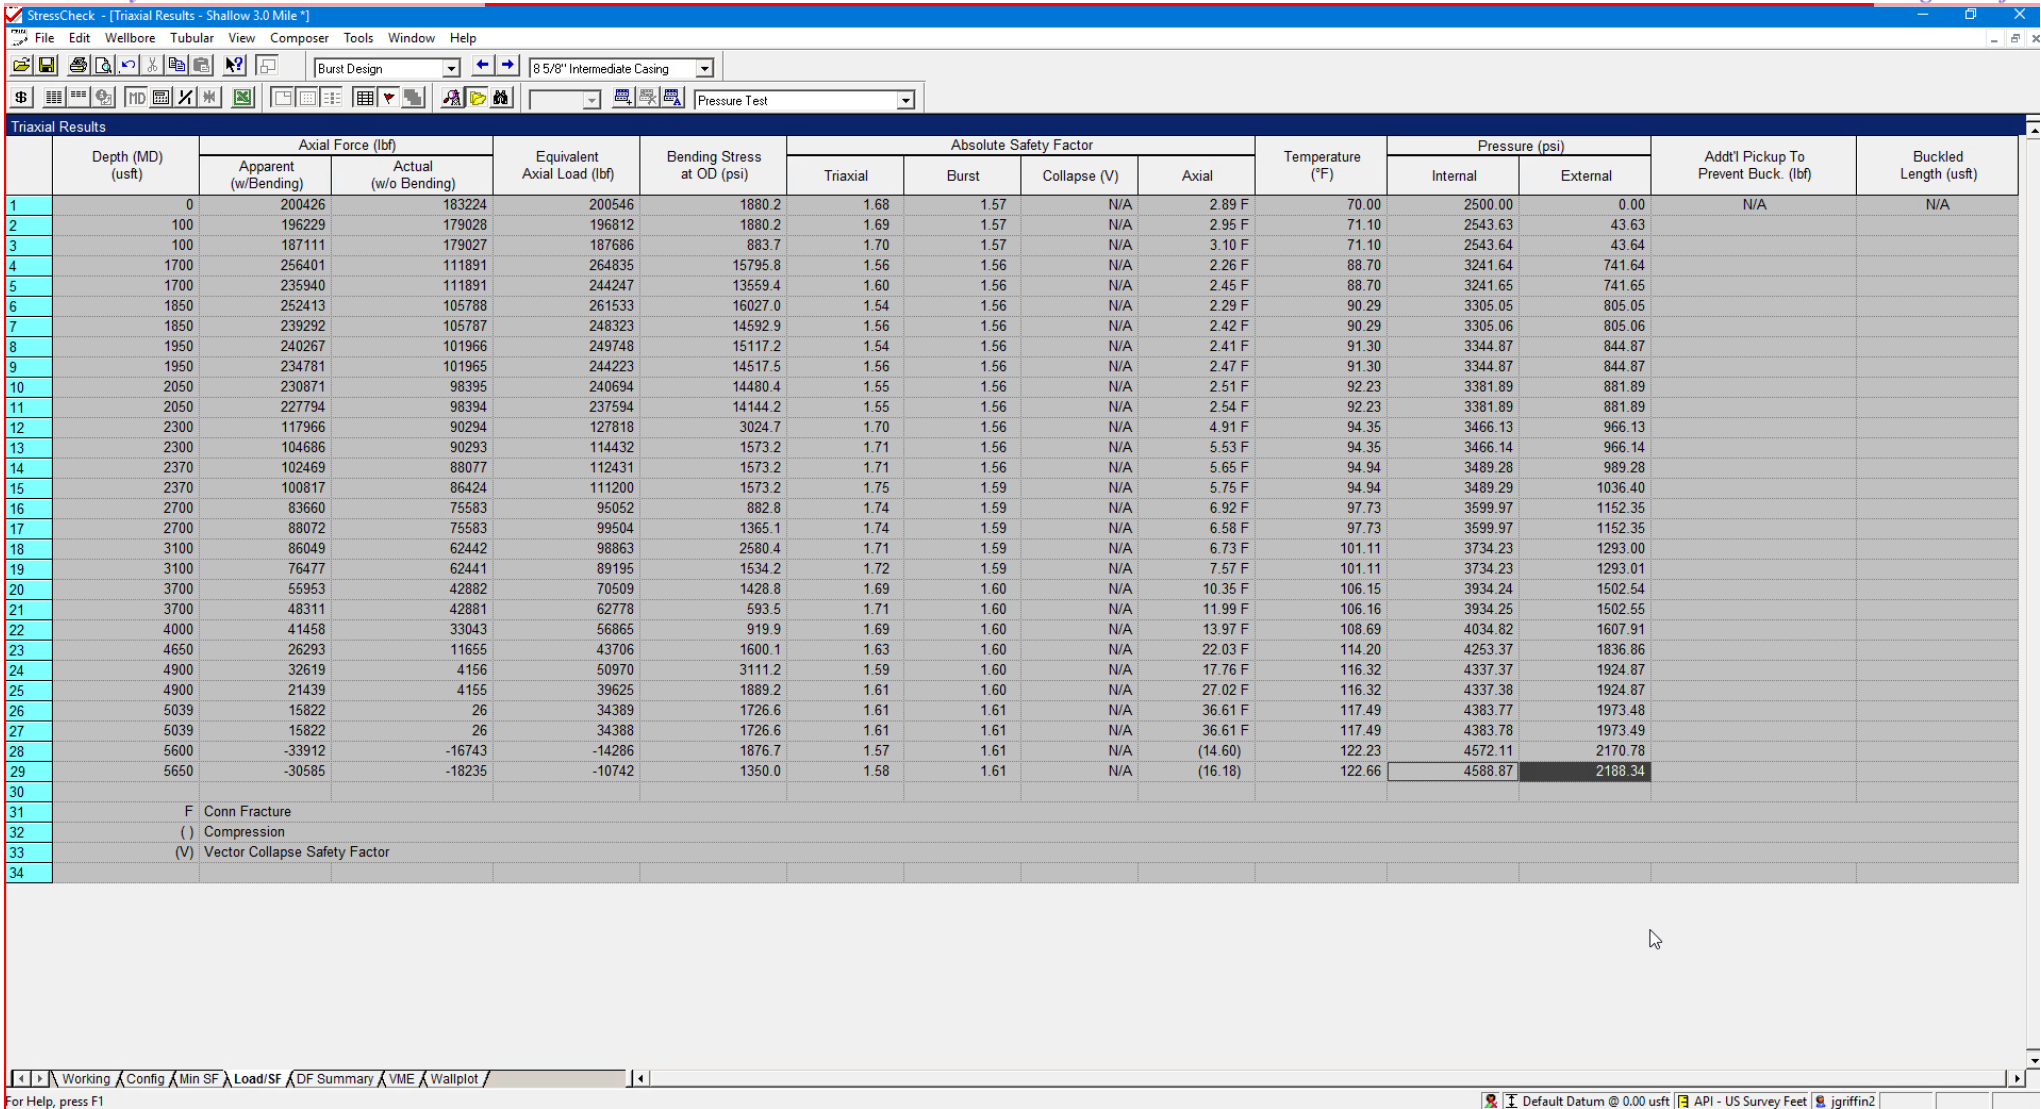 StressCheck - [Triaxial Results - Shallow 3.0 Mile *]
File Edit Wellbore Tubular View Composer Tools Window Help
Burst Design 8 5/8" Intermediate Casing
$ MD Pressure Test
Triaxial Results
Depth (MD) (usft) Axial Force (lbf) Equivalent Axial Load (lbf) Bending Stress at OD (psi) Absolute Safety Factor Temperature (°F) Pressure (psi) Addt'l Pickup To Prevent Buck. (lbf) Buckled Length (usft)
Apparent (w/Bending) Actual (w/o Bending) Triaxial Burst Collapse (V) Axial Internal External
1 0 200426 183224 200546 1880.2 1.68 1.57 N/A 2.89 F 70.00 2500.00 0.00 N/A N/A
2 100 196229 179028 196812 1880.2 1.69 1.57 N/A 2.95 F 71.10 2543.63 43.63
3 100 187111 179027 187686 883.7 1.70 1.57 N/A 3.10 F 71.10 2543.64 43.64
4 1700 256401 111891 264835 15795.8 1.56 1.56 N/A 2.26 F 88.70 3241.64 741.64
5 1700 235940 111891 244247 13559.4 1.60 1.56 N/A 2.45 F 88.70 3241.65 741.65
6 1850 252413 105788 261533 16027.0 1.54 1.56 N/A 2.29 F 90.29 3305.05 805.05
7 1850 239292 105787 248323 14592.9 1.56 1.56 N/A 2.42 F 90.29 3305.06 805.06
8 1950 240267 101966 249748 15117.2 1.54 1.56 N/A 2.41 F 91.30 3344.87 844.87
9 1950 234781 101965 244223 14517.5 1.56 1.56 N/A 2.47 F 91.30 3344.87 844.87
10 2050 230871 98395 240694 14480.4 1.55 1.56 N/A 2.51 F 92.23 3381.89 881.89
11 2050 227794 98394 237594 14144.2 1.55 1.56 N/A 2.54 F 92.23 3381.89 881.89
12 2300 117966 90294 127818 3024.7 1.70 1.56 N/A 4.91 F 94.35 3466.13 966.13
13 2300 104686 90293 114432 1573.2 1.71 1.56 N/A 5.53 F 94.35 3466.14 966.14
14 2370 102469 88077 112431 1573.2 1.71 1.56 N/A 5.65 F 94.94 3489.28 989.28
15 2370 100817 86424 111200 1573.2 1.75 1.59 N/A 5.75 F 94.94 3489.29 1036.40
16 2700 83660 75583 95052 882.8 1.74 1.59 N/A 6.92 F 97.73 3599.97 1152.35
17 2700 88072 75583 99504 1365.1 1.74 1.59 N/A 6.58 F 97.73 3599.97 1152.35
18 3100 86049 62442 98863 2580.4 1.71 1.59 N/A 6.73 F 101.11 3734.23 1293.00
19 3100 76477 62441 89195 1534.2 1.72 1.59 N/A 7.57 F 101.11 3734.23 1293.01
20 3700 55953 42882 70509 1428.8 1.69 1.60 N/A 10.35 F 106.15 3934.24 1502.54
21 3700 48311 42881 62778 593.5 1.71 1.60 N/A 11.99 F 106.16 3934.25 1502.55
22 4000 41458 33043 56865 919.9 1.69 1.60 N/A 13.97 F 108.69 4034.82 1607.91
23 4650 26293 11655 43706 1600.1 1.63 1.60 N/A 22.03 F 114.20 4253.37 1836.86
24 4900 32619 4156 50970 3111.2 1.59 1.60 N/A 17.76 F 116.32 4337.37 1924.87
25 4900 21439 4155 39625 1889.2 1.61 1.60 N/A 27.02 F 116.32 4337.38 1924.87
26 5039 15822 26 34389 1726.6 1.61 1.61 N/A 36.61 F 117.49 4383.77 1973.48
27 5039 15822 26 34388 1726.6 1.61 1.61 N/A 36.61 F 117.49 4383.78 1973.49
28 5600 -33912 -16743 -14286 1876.7 1.57 1.61 N/A (14.60) 122.23 4572.11 2170.78
29 5650 -30585 -18235 -10742 1350.0 1.58 1.61 N/A (16.18) 122.66 4588.87 2188.34
30
31 F Conn Fracture
32 ( ) Compression
33 (V) Vector Collapse Safety Factor
34
Working Config Min SF Load/SF DF Summary VME Wallplot
For Help, press F1 Default Datum @ 0.00 usft API - US Survey Feet jgriffin2